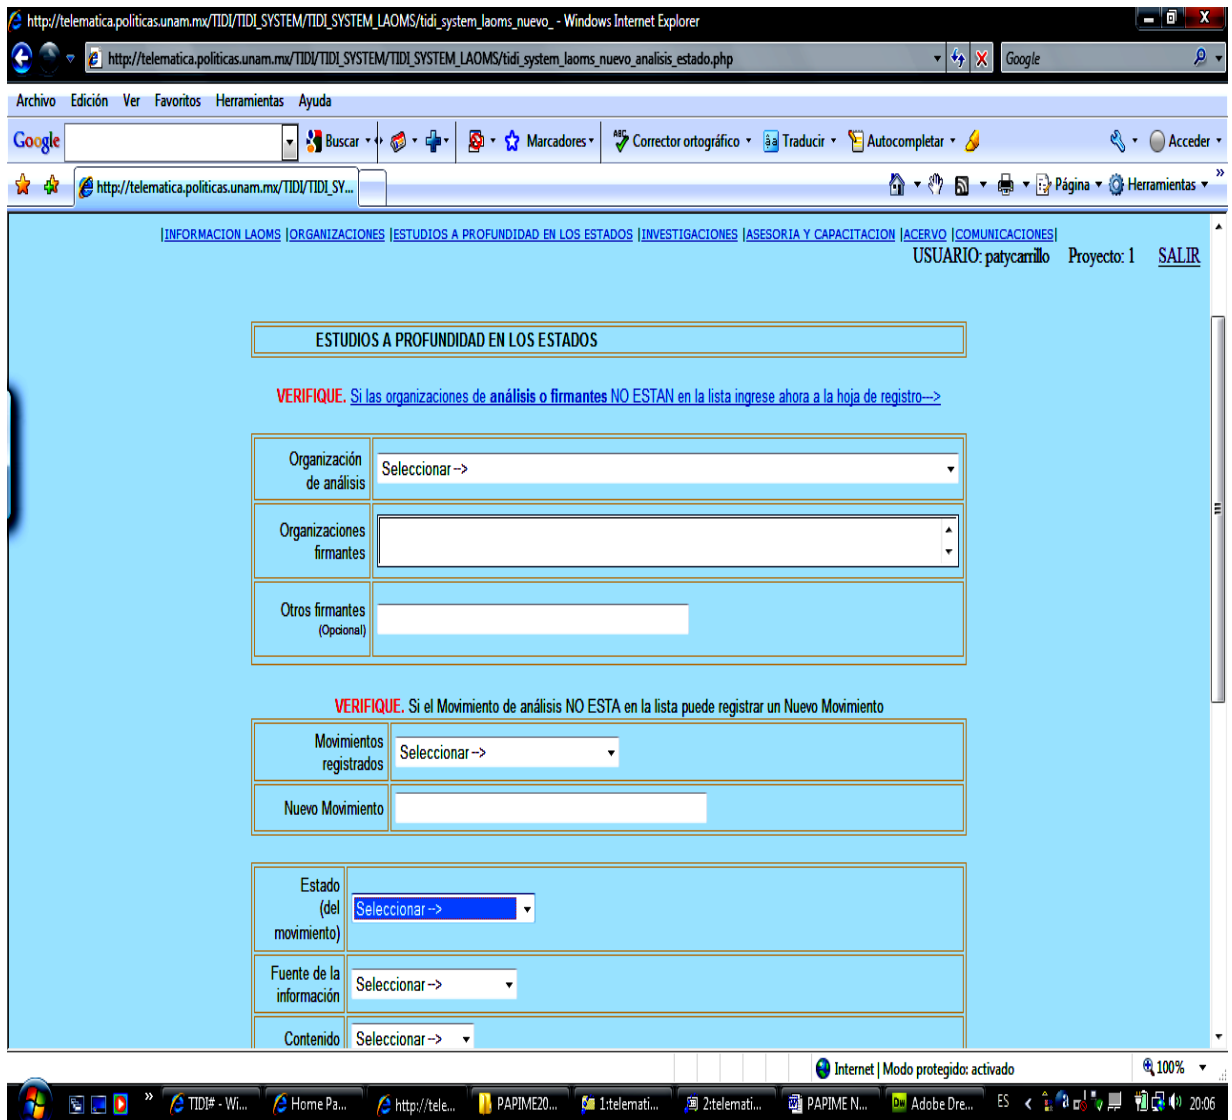 http://telematica.politicas.unam.mx/TIDI/TIDI_SYSTEM/TIDI_SYSTEM_LAOMS/tidi_system_laoms_nuevo_ - Windows Internet Explorer
http://telematica.politicas.unam.mx/TIDI/TIDI_SYSTEM/TIDI_SYSTEM_LAOMS/tidi_system_laoms_nuevo_analisis_estado.php Google
Archivo Edición Ver Favoritos Herramientas Ayuda
Google Buscar Marcadores Corrector ortográfico Traducir Autocompletar Acceder
http://telematica.politicas.unam.mx/TIDI/TIDI_SY... Página Herramientas »
|INFORMACION LAOMS |ORGANIZACIONES |ESTUDIOS A PROFUNDIDAD EN LOS ESTADOS |INVESTIGACIONES |ASESORIA Y CAPACITACION |ACERVO |COMUNICACIONES|
USUARIO: patycarrillo Proyecto: 1 SALIR
ESTUDIOS A PROFUNDIDAD EN LOS ESTADOS
VERIFIQUE. Si las organizaciones de análisis o firmantes NO ESTAN en la lista ingrese ahora a la hoja de registro--->
Organización
de análisis
Seleccionar -->
Organizaciones
firmantes
Otros firmantes
(Opcional)
VERIFIQUE. Si el Movimiento de análisis NO ESTA en la lista puede registrar un Nuevo Movimiento
Movimientos
registrados
Seleccionar -->
Nuevo Movimiento
Estado
(del
movimiento)
Seleccionar -->
Fuente de la
información
Seleccionar -->
Contenido Seleccionar -->
Internet | Modo protegido: activado 100%
» TIDI# - Wi... Home Pa... http://tele... PAPIME20... 1:telemati... 2:telemati... PAPIME N... Adobe Dre... ES 20:06